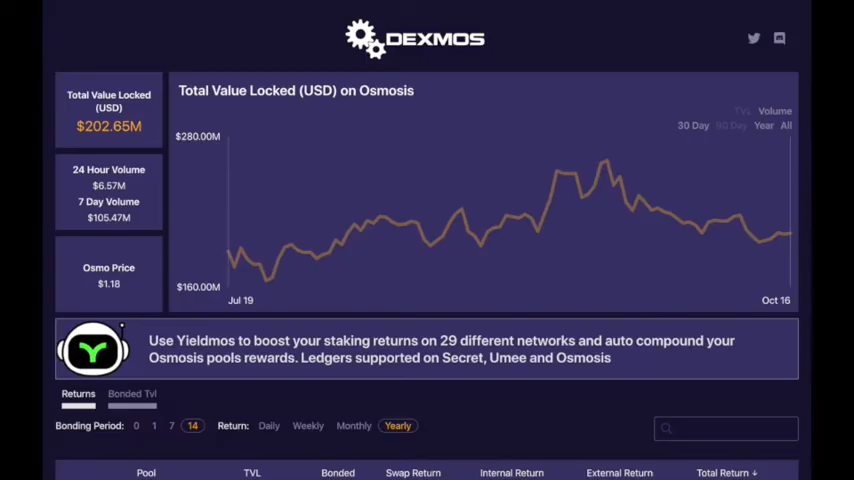 DEXMOS
Total Value Locked
(USD)
$202.65M
24 Hour Volume
$6.57M
7 Day Volume
$105.47M
Osmo Price
$1.18
Total Value Locked (USD) on Osmosis
TVL Volume
30 Day 90 Day Year All
$280.00M
$160.00M
Jul 19 Oct 16
Use Yieldmos to boost your staking returns on 29 different networks and auto compound your
Osmosis pools rewards. Ledgers supported on Secret, Umee and Osmosis
Returns Bonded Tvl
Bonding Period: 0 1 7 14 Return: Daily Weekly Monthly Yearly
Pool TVL Bonded Swap Return Internal Return External Return Total Return ↓